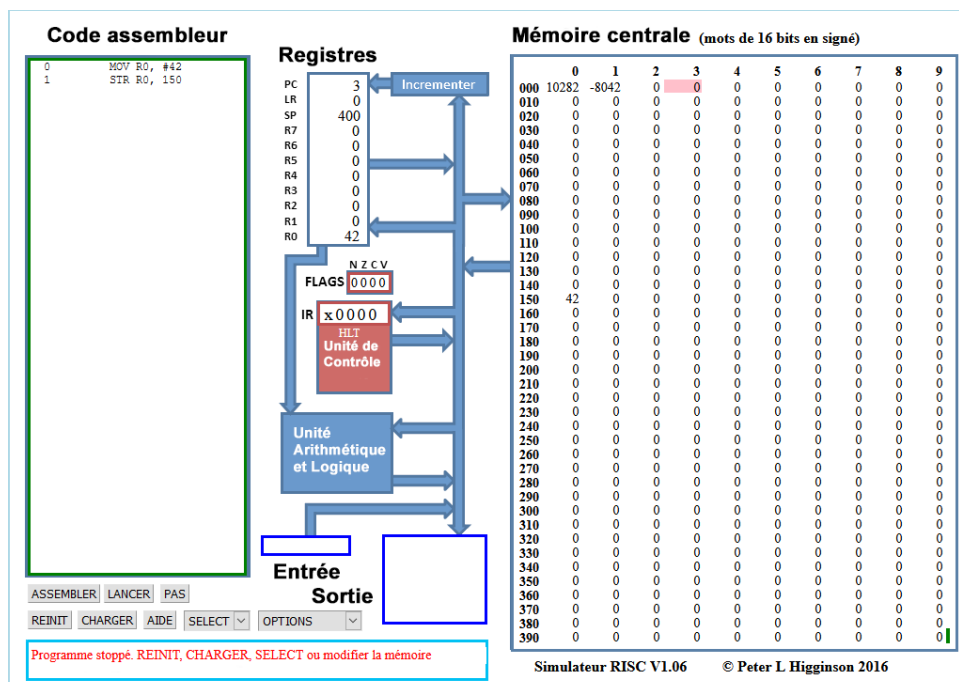 Code assembleur
0 MOV R0, #42
1 STR R0, 150
ASSEMBLER LANCER PAS
REINIT CHARGER AIDE SELECT OPTIONS
Programme stoppé. REINIT, CHARGER, SELECT ou modifier la mémoire
Registres
PC 3
LR 0
SP 400
R7 0
R6 0
R5 0
R4 0
R3 0
R2 0
R1 0
R0 42
Incrementer
N Z C V
FLAGS 0000
IR x0000
HLT
Unité de
Contrôle
Unité
Arithmétique
et Logique
Entrée
Sortie
Mémoire centrale (mots de 16 bits en signé)
0 1 2 3 4 5 6 7 8 9
000 10282 -8042 0 0 0 0 0 0 0 0
010 0 0 0 0 0 0 0 0 0 0
020 0 0 0 0 0 0 0 0 0 0
030 0 0 0 0 0 0 0 0 0 0
040 0 0 0 0 0 0 0 0 0 0
050 0 0 0 0 0 0 0 0 0 0
060 0 0 0 0 0 0 0 0 0 0
070 0 0 0 0 0 0 0 0 0 0
080 0 0 0 0 0 0 0 0 0 0
090 0 0 0 0 0 0 0 0 0 0
100 0 0 0 0 0 0 0 0 0 0
110 0 0 0 0 0 0 0 0 0 0
120 0 0 0 0 0 0 0 0 0 0
130 0 0 0 0 0 0 0 0 0 0
140 0 0 0 0 0 0 0 0 0 0
150 42 0 0 0 0 0 0 0 0 0
160 0 0 0 0 0 0 0 0 0 0
170 0 0 0 0 0 0 0 0 0 0
180 0 0 0 0 0 0 0 0 0 0
190 0 0 0 0 0 0 0 0 0 0
200 0 0 0 0 0 0 0 0 0 0
210 0 0 0 0 0 0 0 0 0 0
220 0 0 0 0 0 0 0 0 0 0
230 0 0 0 0 0 0 0 0 0 0
240 0 0 0 0 0 0 0 0 0 0
250 0 0 0 0 0 0 0 0 0 0
260 0 0 0 0 0 0 0 0 0 0
270 0 0 0 0 0 0 0 0 0 0
280 0 0 0 0 0 0 0 0 0 0
290 0 0 0 0 0 0 0 0 0 0
300 0 0 0 0 0 0 0 0 0 0
310 0 0 0 0 0 0 0 0 0 0
320 0 0 0 0 0 0 0 0 0 0
330 0 0 0 0 0 0 0 0 0 0
340 0 0 0 0 0 0 0 0 0 0
350 0 0 0 0 0 0 0 0 0 0
360 0 0 0 0 0 0 0 0 0 0
370 0 0 0 0 0 0 0 0 0 0
380 0 0 0 0 0 0 0 0 0 0
390 0 0 0 0 0 0 0 0 0 0
Simulateur RISC V1.06 © Peter L Higginson 2016